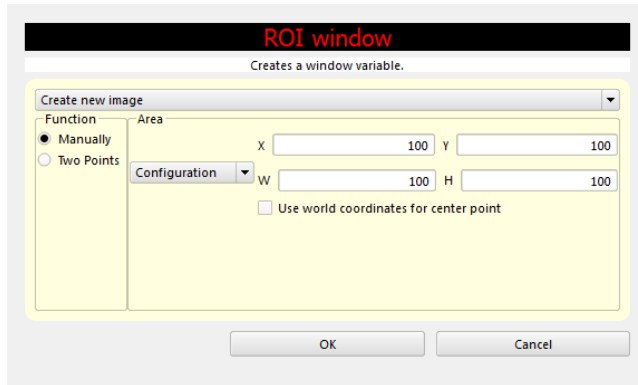 ROI window
Creates a window variable.
Create new image
Function Area
Manually
Two Points
Configuration
X 100 Y 100
W 100 H 100
Use world coordinates for center point
OK Cancel